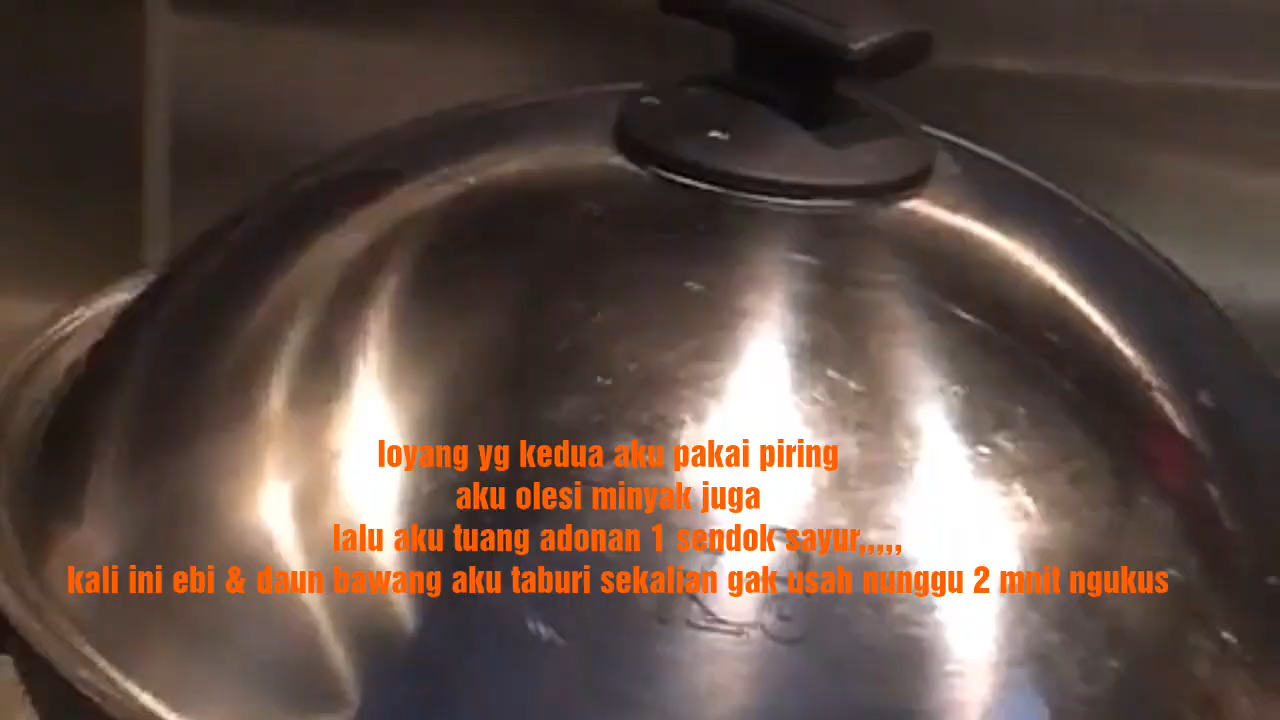 loyang yg kedua aku pakai piring
aku olesi minyak juga
lalu aku tuang adonan 1 sendok sayur,,,,,
kali ini ebi & daun bawang aku taburi sekalian gak usah nunggu 2 mnit ngukus